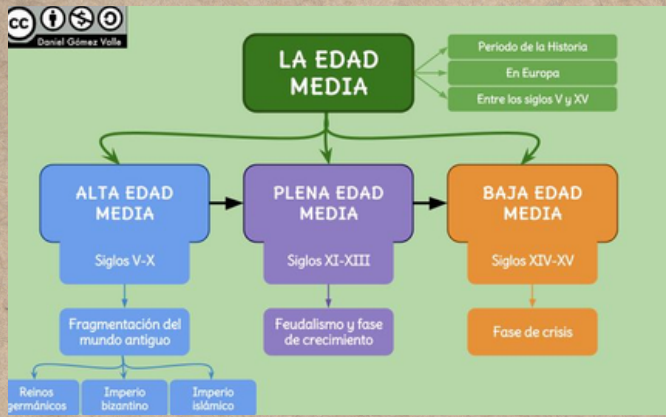 cc
Daniel Gómez Valle
LA EDAD
MEDIA
Periodo de la Historia
En Europa
Entre los siglos V y XV
ALTA EDAD
MEDIA
PLENA EDAD
MEDIA
BAJA EDAD
MEDIA
Siglos V-X
Siglos XI-XIII
Siglos XIV-XV
Fragmentación del
mundo antiguo
Feudalismo y fase
de crecimiento
Fase de crisis
Reinos
germánicos
Imperio
bizantino
Imperio
islámico